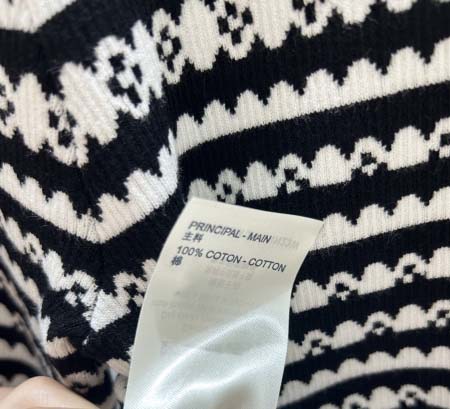 PRINCIPAL - MAIN
主料
100% COTON - COTTON
棉